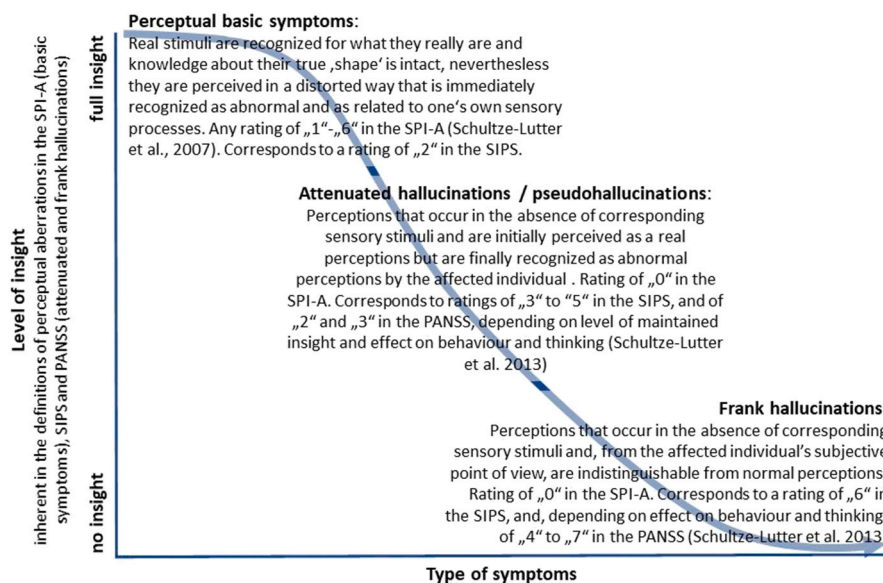 Perceptual basic symptoms:
Real stimuli are recognized for what they really are and
knowledge about their true ‚shape‘ is intact, nevertheless
they are perceived in a distorted way that is immediately
recognized as abnormal and as related to one‘s own sensory
processes. Any rating of „1“-„6“ in the SPI-A (Schultze-Lutter
et al., 2007). Corresponds to a rating of „2“ in the SIPS.
Attenuated hallucinations / pseudohallucinations:
Perceptions that occur in the absence of corresponding
sensory stimuli and are initially perceived as a real
perceptions but are finally recognized as abnormal
perceptions by the affected individual . Rating of „0“ in the
SPI-A. Corresponds to ratings of „3“ to “5“ in the SIPS, and of
„2“ and „3“ in the PANSS, depending on level of maintained
insight and effect on behaviour and thinking (Schultze-Lutter
et al. 2013)
Frank hallucinations
Perceptions that occur in the absence of corresponding
sensory stimuli and, from the affected individual’s subjective
point of view, are indistinguishable from normal perceptions
Rating of „0“ in the SPI-A. Corresponds to a rating of „6“ in
the SIPS, and, depending on effect on behaviour and thinking
of „4“ to „7“ in the PANSS (Schultze-Lutter et al. 2013
Level of insight
inherent in the definitions of perceptual aberrations in the SPI-A (basic
symptoms), SIPS and PANSS (attenuated and frank hallucinations)
full insight
no insight
Type of symptoms